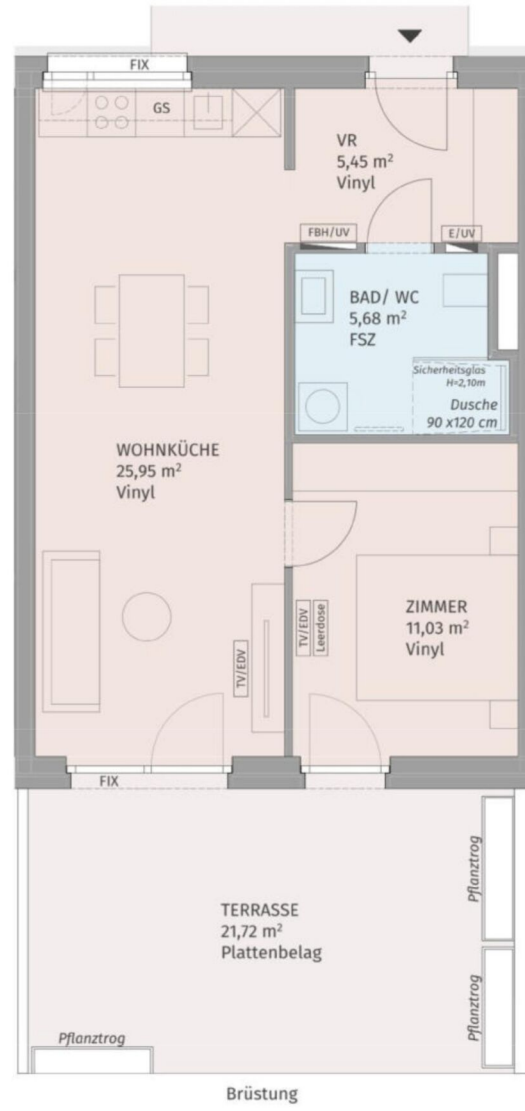 FIX
GS
VR
5,45 m²
Vinyl
FBH/UV
E/UV
BAD/ WC
5,68 m²
FSZ
Sicherheitsglas
H=2,10m
Dusche
90 x120 cm
WOHNKÜCHE
25,95 m²
Vinyl
ZIMMER
11,03 m²
Vinyl
TV/EDV
TV/EDV
Leerdose
FIX
TERRASSE
21,72 m²
Plattenbelag
Pflanztrog
Pflanztrog
Pflanztrog
Brüstung